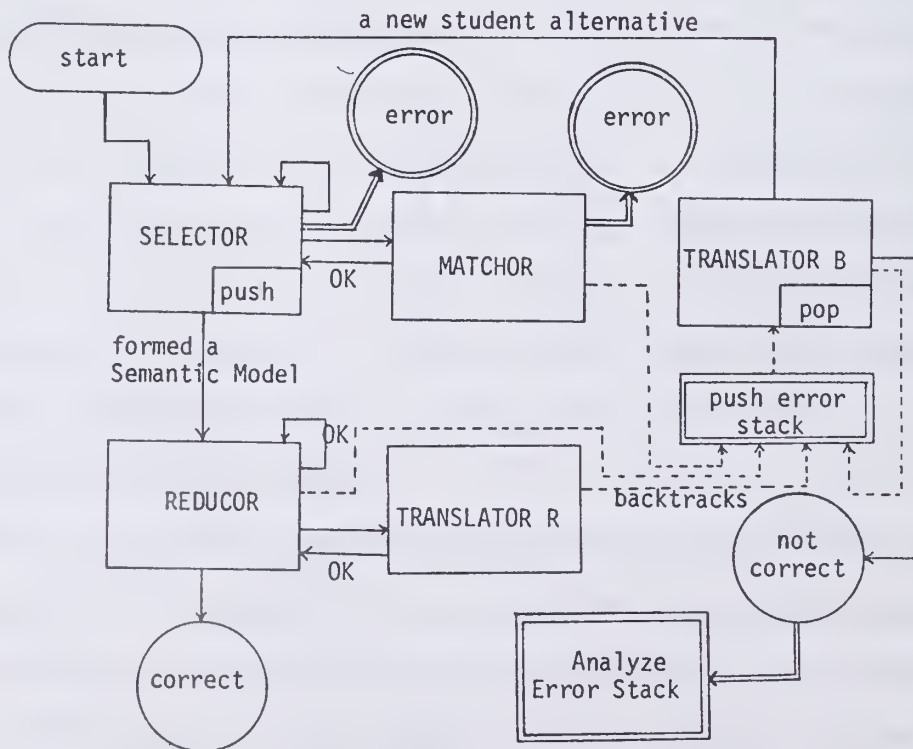 a new student alternative
start
error
error
SELECTOR
MATCHOR
TRANSLATOR B
OK
push
pop
formed a
Semantic Model
push error
stack
OK
REDUCOR
TRANSLATOR R
backtracks
OK
not
correct
correct
Analyze
Error Stack